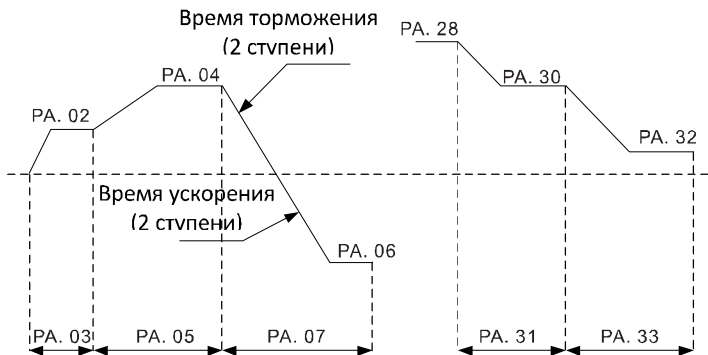 Время торможения
(2 ступени)
PA. 28
PA. 04
PA. 30
PA. 02
PA. 32
Время ускорения
(2 ступени)
PA. 06
PA. 03
PA. 05
PA. 07
PA. 31
PA. 33